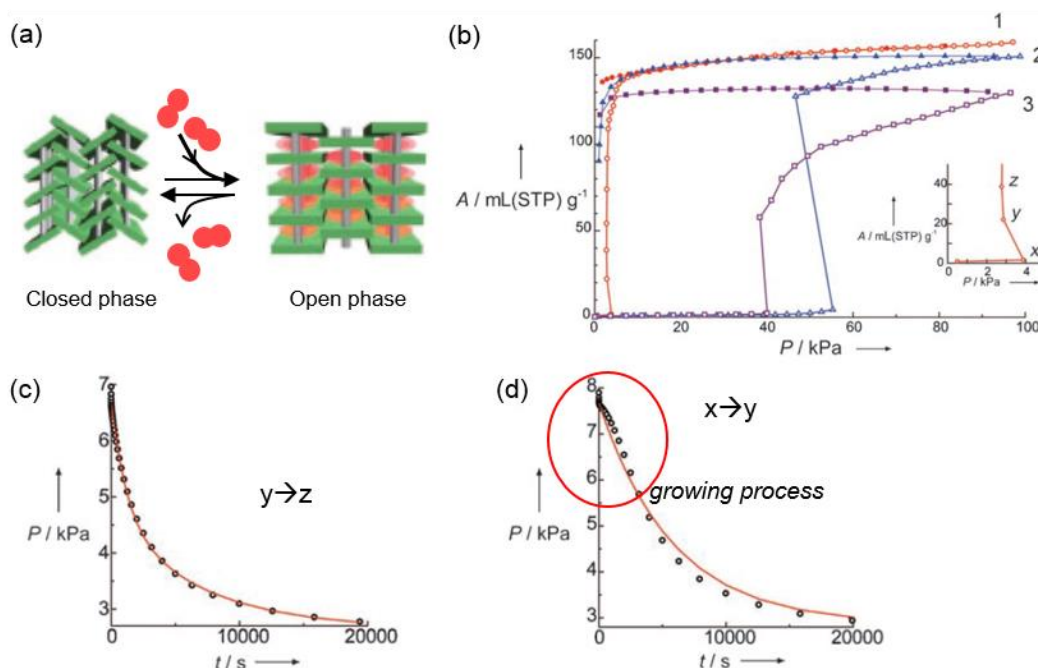 (a)
Closed phase
Open phase
(b)
150
100
50
0
A / mL(STP) g⁻¹
0 20 40 60 80 100
P / kPa
1
2
3
40
20
0
A / mL(STP) g⁻¹
0 2 4
P / kPa
z
y
x
(c)
7
6
5
4
3
P / kPa
0 10000 20000
t / s
y→z
(d)
8
7
6
5
4
3
P / kPa
0 10000 20000
t / s
x→y
growing process